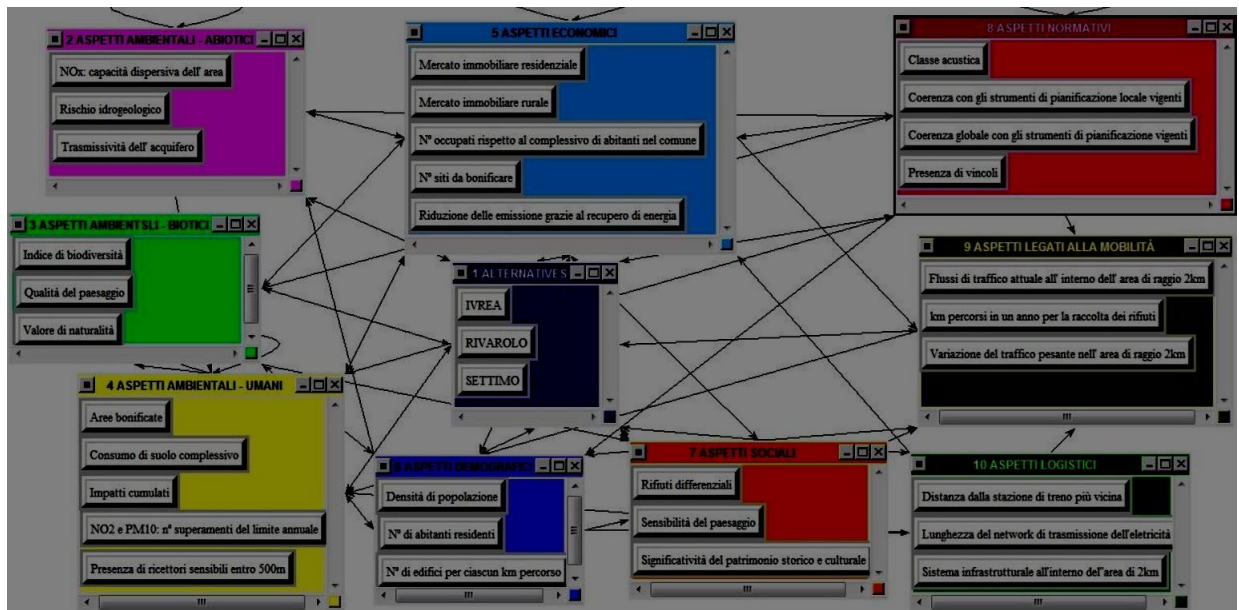 2 ASPETTI AMBIENTALI - ABIOTICI
NOx: capacità dispersiva dell' area
Rischio idrogeologico
Trasmissività dell' acquifero
5 ASPETTI ECONOMICI
Mercato immobiliare residenziale
Mercato immobiliare rurale
N° occupati rispetto al complessivo di abitanti nel comune
N° siti da bonificare
Riduzione delle emissione grazie al recupero di energia
8 ASPETTI NORMATIVI
Classe acustica
Coerenza con gli strumenti di pianificazione locale vigenti
Coerenza globale con gli strumenti di pianificazione vigenti
Presenza di vincoli
3 ASPETTI AMBIENTSLI - BIOTICI
Indice di biodiversità
Qualità del paesaggio
Valore di naturalità
1 ALTERNATIVE S
IVREA
RIVAROLO
SETTIMO
9 ASPETTI LEGATI ALLA MOBILITÀ
Flussi di traffico attuale all' interno dell' area di raggio 2km
km percorsi in un anno per la raccolta dei rifiuti
Variazione del traffico pesante nell' area di raggio 2km
4 ASPETTI AMBIENTALI - UMANI
Aree bonificate
Consumo di suolo complessivo
Impatti cumulati
NO2 e PM10: n° superamenti del limite annuale
Presenza di ricettori sensibili entro 500m
6 ASPETTI DEMOGRAFICI
Densità di popolazione
N° di abitanti residenti
N° di edifici per ciascun km percorso
7 ASPETTI SOCIALI
Rifiuti differenziali
Sensibilità del paesaggio
Significatività del patrimonio storico e culturale
10 ASPETTI LOGISTICI
Distanza dalla stazione di treno più vicina
Lunghezza del network di trasmissione dell'eletricità
Sistema infrastrutturale all'interno del"area di 2km